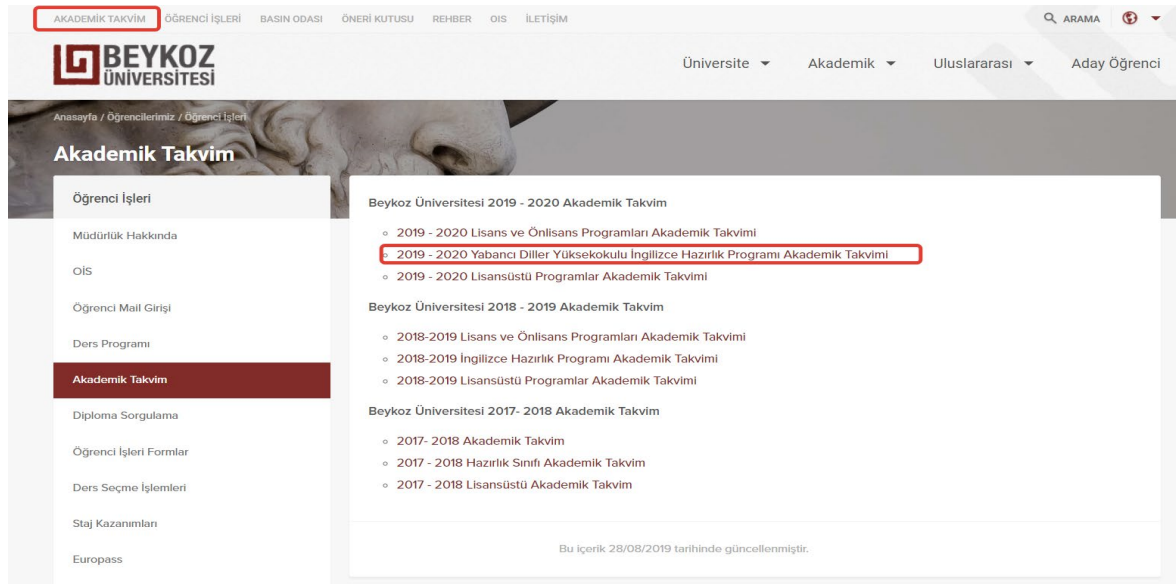 AKADEMİK TAKVİM ÖĞRENCİ İŞLERİ BASIN ODASI ÖNERİ KUTUSU REHBER OIS İLETİŞİM ARAMA
BEYKOZ
ÜNİVERSİTESİ
Üniversite Akademik Uluslararası Aday Öğrenci
Anasayfa / Öğrencilerimiz / Öğrenci İşleri
Akademik Takvim
Öğrenci İşleri
Müdürlük Hakkında
OİS
Öğrenci Mail Girişi
Ders Programı
Akademik Takvim
Diploma Sorgulama
Öğrenci İşleri Formlar
Ders Seçme İşlemleri
Staj Kazanımları
Europass
Beykoz Üniversitesi 2019 - 2020 Akademik Takvim
2019 - 2020 Lisans ve Önlisans Programları Akademik Takvimi
2019 - 2020 Yabancı Diller Yüksekokulu İngilizce Hazırlık Programı Akademik Takvimi
2019 - 2020 Lisansüstü Programlar Akademik Takvimi
Beykoz Üniversitesi 2018 - 2019 Akademik Takvim
2018-2019 Lisans ve Önlisans Programları Akademik Takvimi
2018-2019 İngilizce Hazırlık Programı Akademik Takvimi
2018-2019 Lisansüstü Programlar Akademik Takvimi
Beykoz Üniversitesi 2017- 2018 Akademik Takvim
2017- 2018 Akademik Takvim
2017 - 2018 Hazırlık Sınıfı Akademik Takvim
2017 - 2018 Lisansüstü Akademik Takvim
Bu içerik 28/08/2019 tarihinde güncellenmiştir.